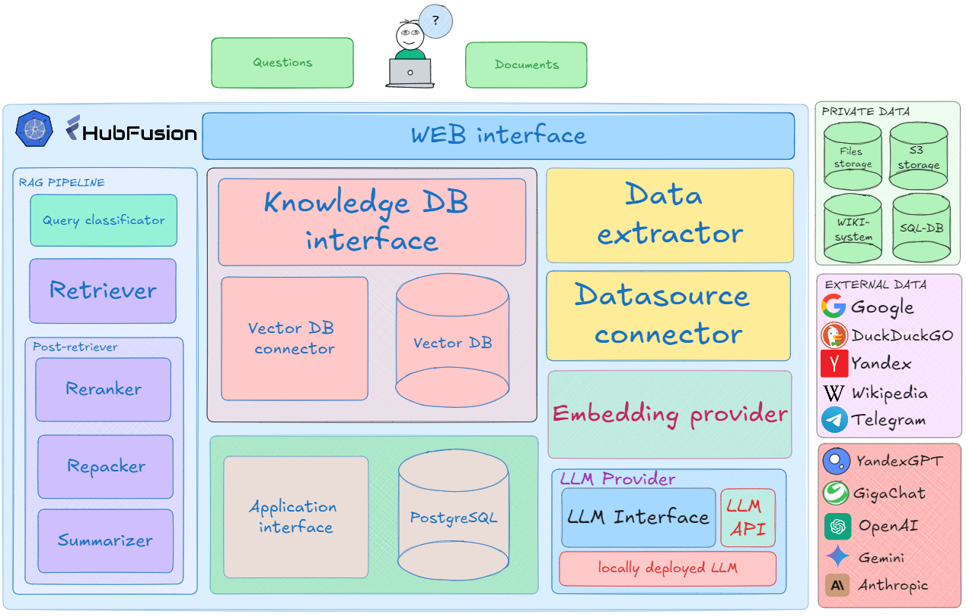 ?
Questions
Documents
HubFusion
WEB interface
RAG PIPELINE
Query classificator
Retriever
Post-retriever
Reranker
Repacker
Summarizer
Knowledge DB
interface
Vector DB
connector
Vector DB
Application
interface
PostgreSQL
Data
extractor
Datasource
connector
Embedding provider
LLM Provider
LLM Interface
LLM
API
locally deployed LLM
PRIVATE DATA
Files
storage
S3
storage
WIKI-
system
SQL-DB
EXTERNAL DATA
Google
DuckDuckGO
Yandex
Wikipedia
Telegram
YandexGPT
GigaChat
OpenAI
Gemini
Anthropic